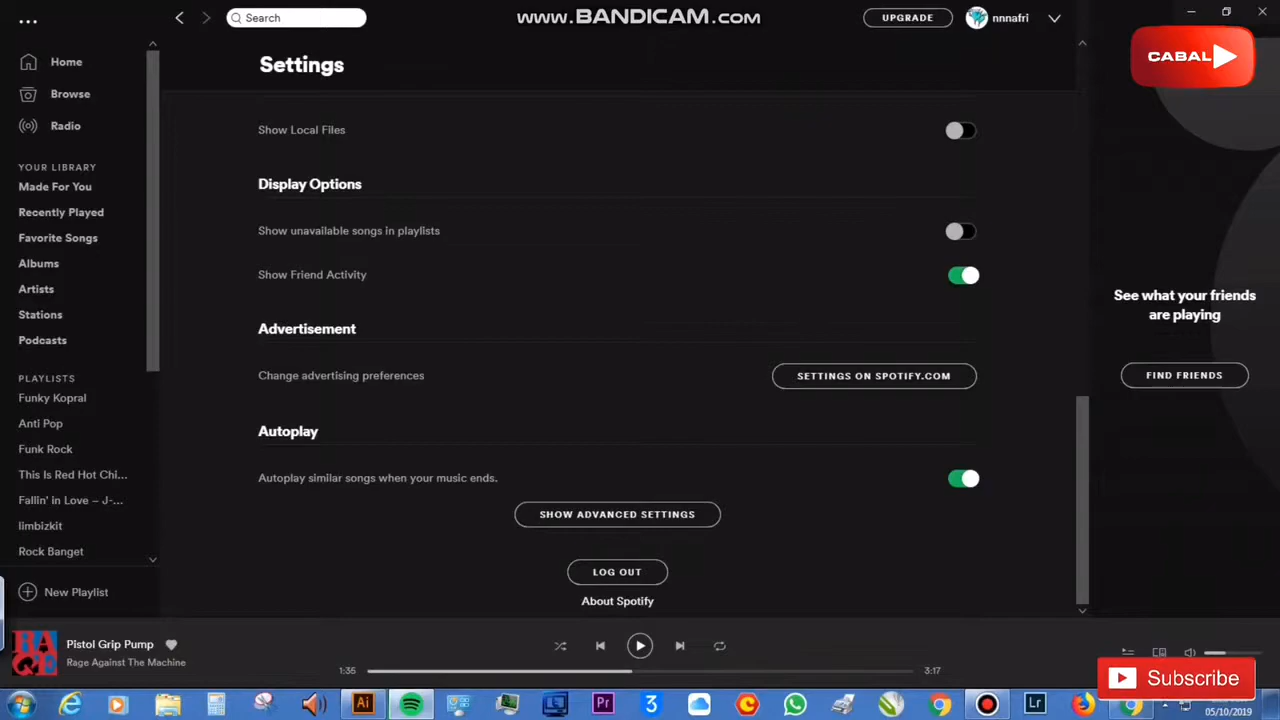 Search
www.BANDICAM.com
UPGRADE
nnnafri
CABAL
Settings
Home
Browse
Radio
YOUR LIBRARY
Made For You
Recently Played
Favorite Songs
Albums
Artists
Stations
Podcasts
PLAYLISTS
Funky Kopral
Anti Pop
Funk Rock
This Is Red Hot Chi...
Fallin' in Love – J-...
limbizkit
Rock Banget
New Playlist
Show Local Files
Display Options
Show unavailable songs in playlists
Show Friend Activity
Advertisement
Change advertising preferences
SETTINGS ON SPOTIFY.COM
Autoplay
Autoplay similar songs when your music ends.
SHOW ADVANCED SETTINGS
LOG OUT
About Spotify
See what your friends
are playing
FIND FRIENDS
Pistol Grip Pump
Rage Against The Machine
1:35
3:17
Subscribe
Ai
Pr
3
Lr
05/10/2019